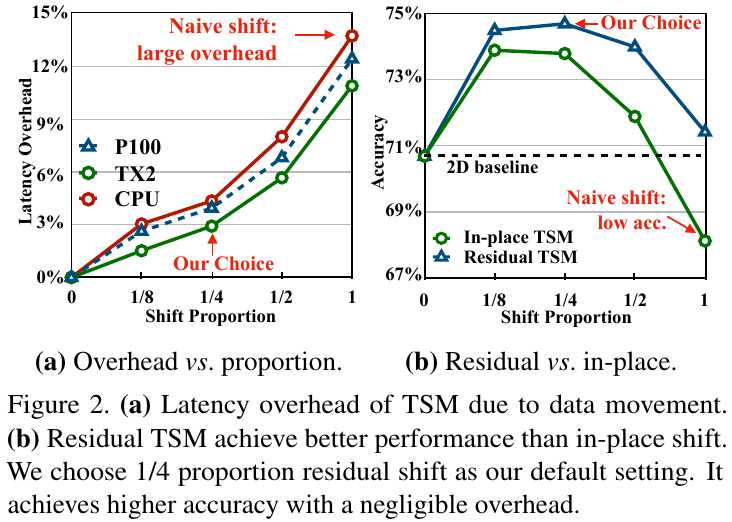 15%
12%
9%
6%
3%
0%
Latency Overhead
Naive shift:
large overhead
P100
TX2
CPU
Our Choice
0
1/8
1/4
1/2
1
Shift Proportion
75%
73%
71%
69%
67%
Accuracy
Our Choice
2D baseline
Naive shift:
low acc.
In-place TSM
Residual TSM
0
1/8
1/4
1/2
1
Shift Proportion
(a) Overhead vs. proportion.
(b) Residual vs. in-place.
Figure 2. (a) Latency overhead of TSM due to data movement.
(b) Residual TSM achieve better performance than in-place shift.
We choose 1/4 proportion residual shift as our default setting. It
achieves higher accuracy with a negligible overhead.